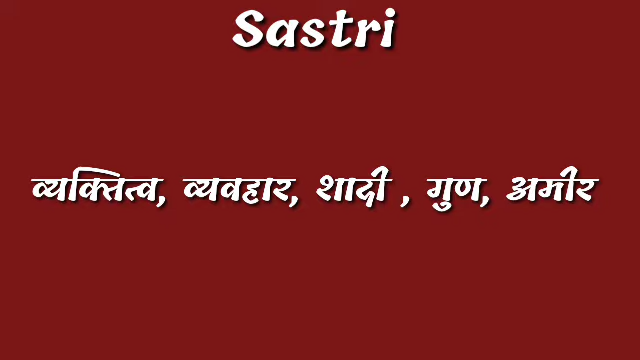 Sastri
व्यक्तित्व, व्यवहार, शादी , गुण, अमीर